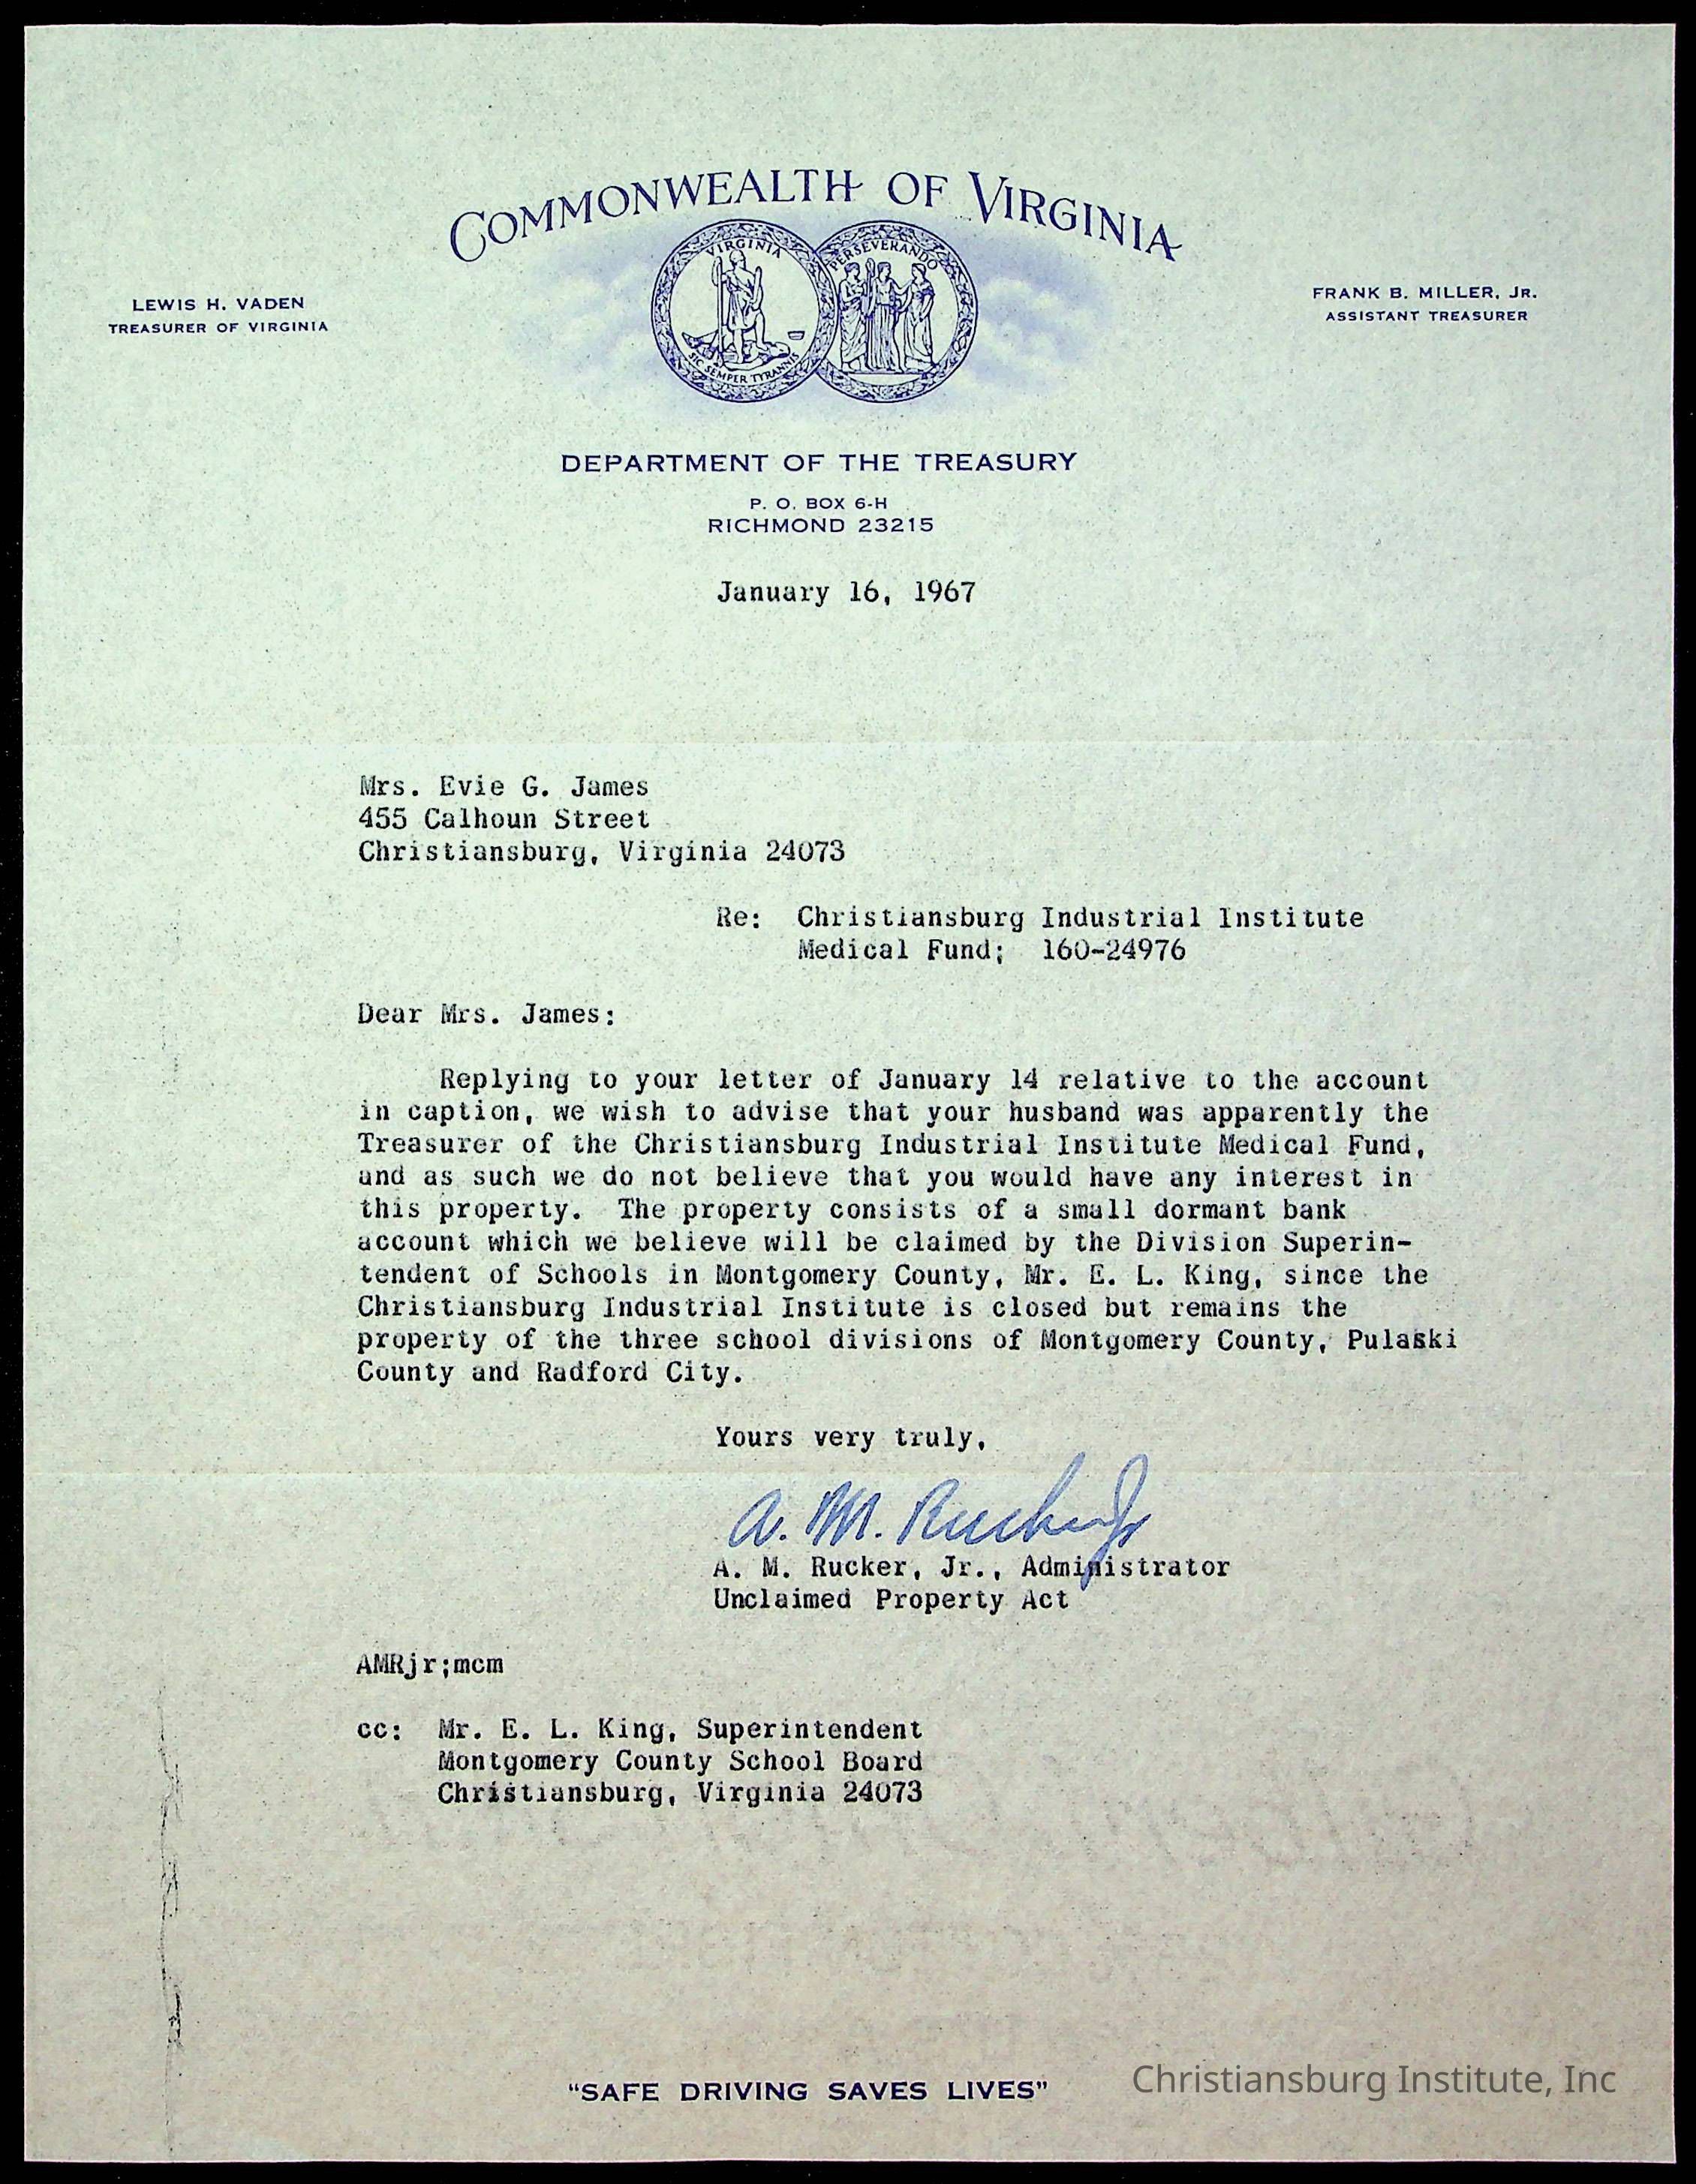 COMMONWEALTH OF VIRGINIA
VIRGINIA
SIC SEMPER TYRANNIS
PERSEVERANDO
LEWIS H. VADEN
TREASURER OF VIRGINIA
FRANK B. MILLER, JR.
ASSISTANT TREASURER
DEPARTMENT OF THE TREASURY
P. O. BOX 6-H
RICHMOND 23215
January 16, 1967
Mrs. Evie G. James
455 Calhoun Street
Christiansburg, Virginia 24073
Re: Christiansburg Industrial Institute
Medical Fund; 160-24976
Dear Mrs. James:
Replying to your letter of January 14 relative to the account
in caption, we wish to advise that your husband was apparently the
Treasurer of the Christiansburg Industrial Institute Medical Fund,
and as such we do not believe that you would have any interest in
this property. The property consists of a small dormant bank
account which we believe will be claimed by the Division Superin-
tendent of Schools in Montgomery County, Mr. E. L. King, since the
Christiansburg Industrial Institute is closed but remains the
property of the three school divisions of Montgomery County, Pulaski
County and Radford City.
Yours very truly,
A. M. Rucker Jr
A. M. Rucker, Jr., Administrator
Unclaimed Property Act
AMRjr;mcm
cc: Mr. E. L. King, Superintendent
Montgomery County School Board
Christiansburg, Virginia 24073
"SAFE DRIVING SAVES LIVES"
Christiansburg Institute, Inc